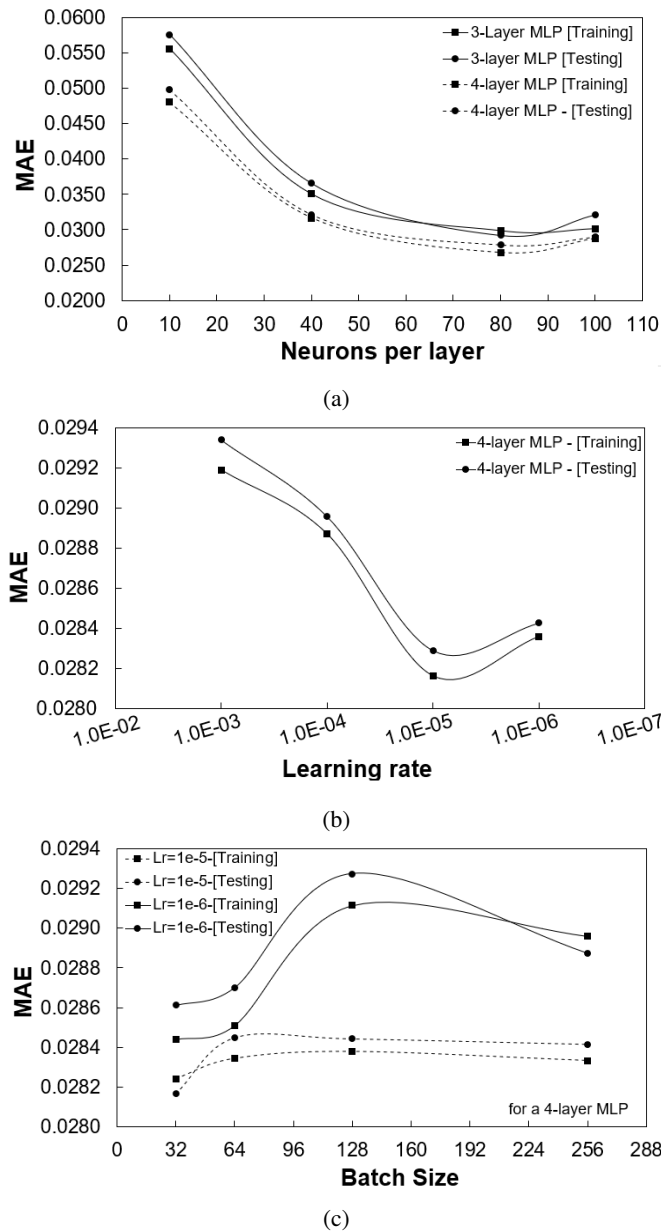 0.0600
0.0550
0.0500
0.0450
0.0400
0.0350
0.0300
0.0250
0.0200
MAE
3-Layer MLP [Training]
3-layer MLP [Testing]
4-layer MLP [Training]
4-layer MLP - [Testing]
0 10 20 30 40 50 60 70 80 90 100 110
Neurons per layer
(a)
0.0294
0.0292
0.0290
0.0288
0.0286
0.0284
0.0282
0.0280
MAE
4-layer MLP - [Training]
4-layer MLP - [Testing]
1.0E-02 1.0E-03 1.0E-04 1.0E-05 1.0E-06 1.0E-07
Learning rate
(b)
0.0294
0.0292
0.0290
0.0288
0.0286
0.0284
0.0282
0.0280
MAE
Lr=1e-5-[Training]
Lr=1e-5-[Testing]
Lr=1e-6-[Training]
Lr=1e-6-[Testing]
for a 4-layer MLP
0 32 64 96 128 160 192 224 256 288
Batch Size
(c)